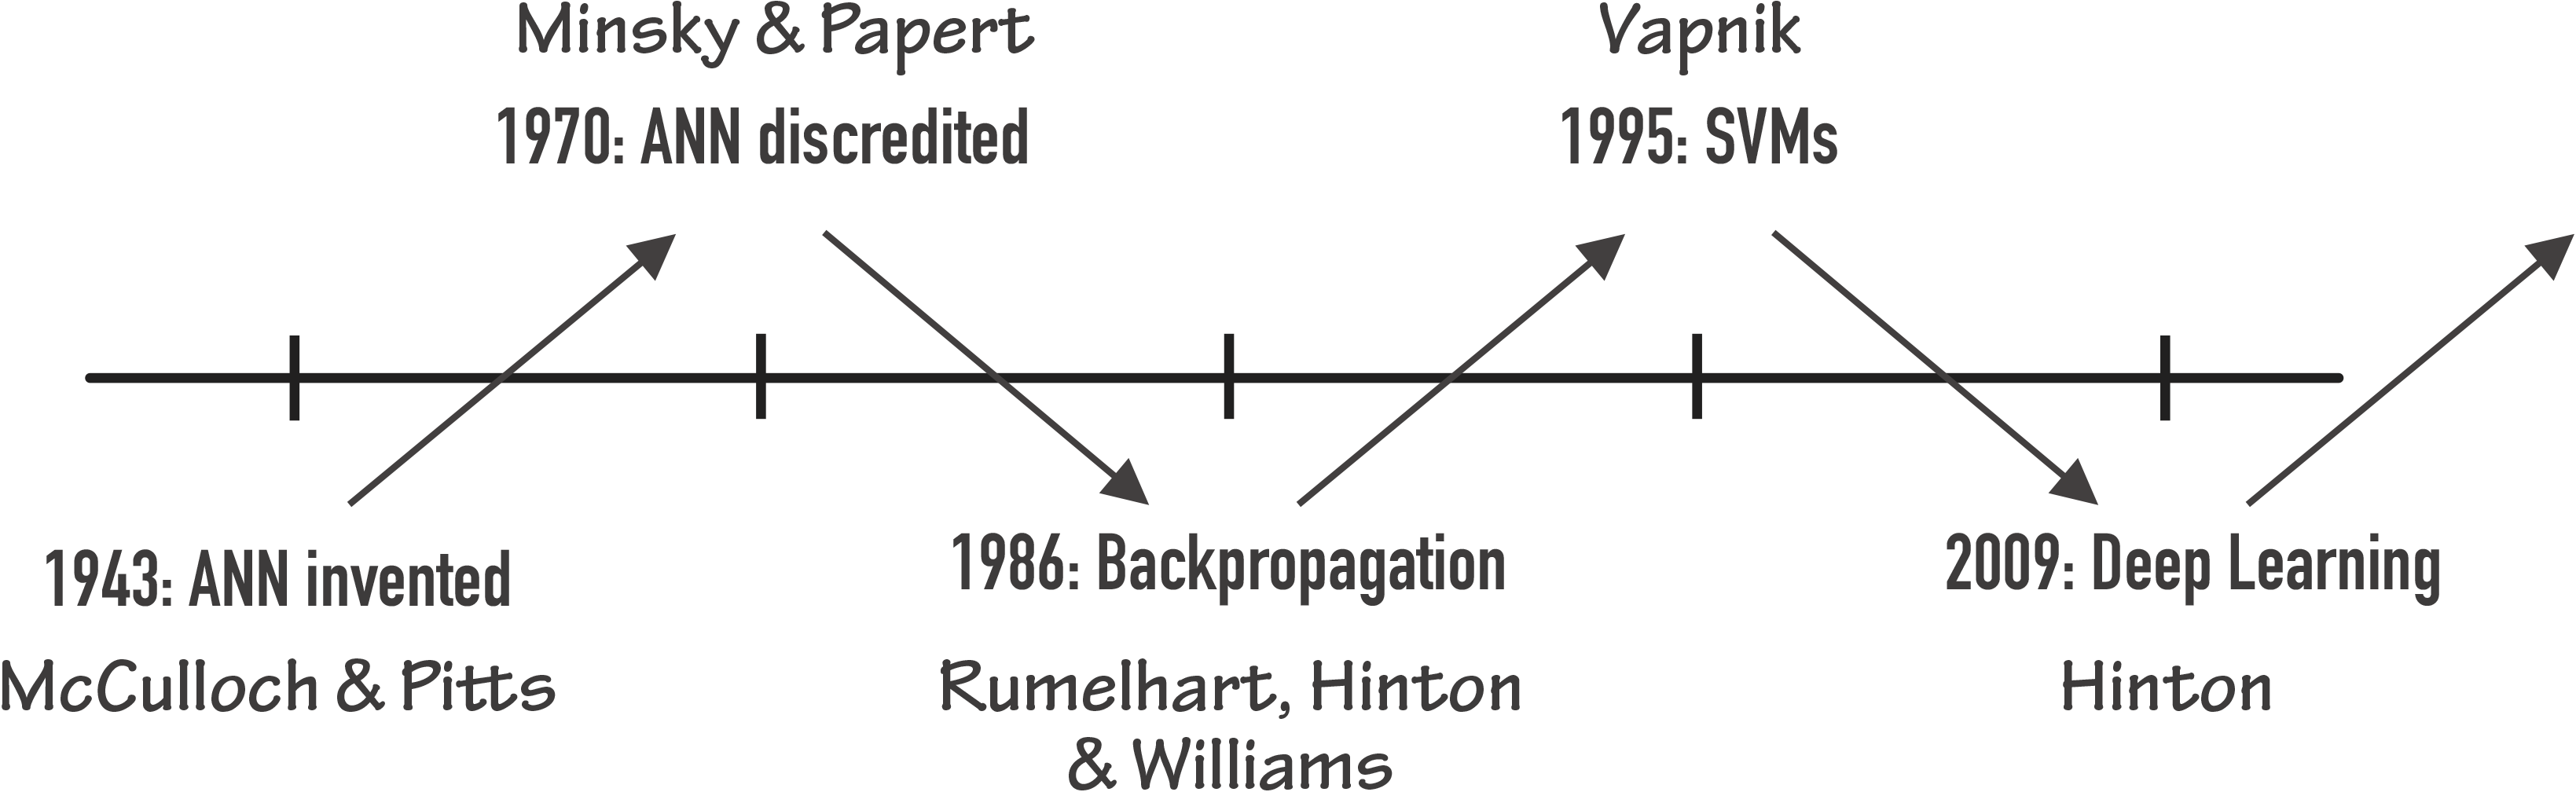 Minsky & Papert
1970: ANN discredited
Vapnik
1995: SVMs
1943: ANN invented
McCulloch & Pitts
1986: Backpropagation
Rumelhart, Hinton
& Williams
2009: Deep Learning
Hinton